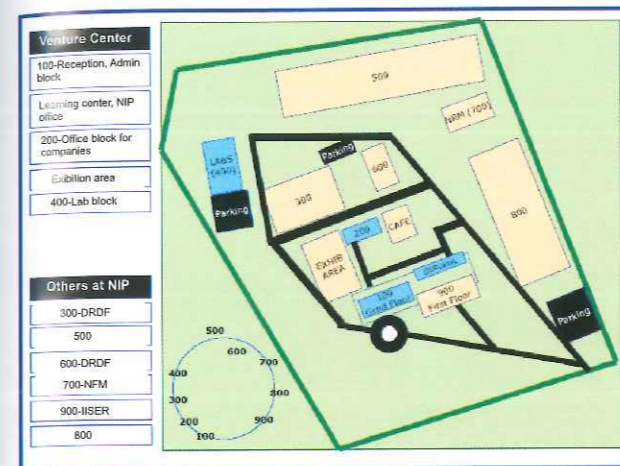 Venture Center
100-Reception, Admin
block
Learning center, NIP
office
200-Office block for
companies
Exibition area
400-Lab block
Others at NIP
300-DRDF
500
600-DRDF
700-NFM
900-IISER
800
500
NRM (700)
LABS
(400)
Parking
Parking
600
300
800
200
CAFE
EXHIB
AREA
100
Grnd Floor
900
First Floor
Parking
500
600
700
400
300
800
200
900
100